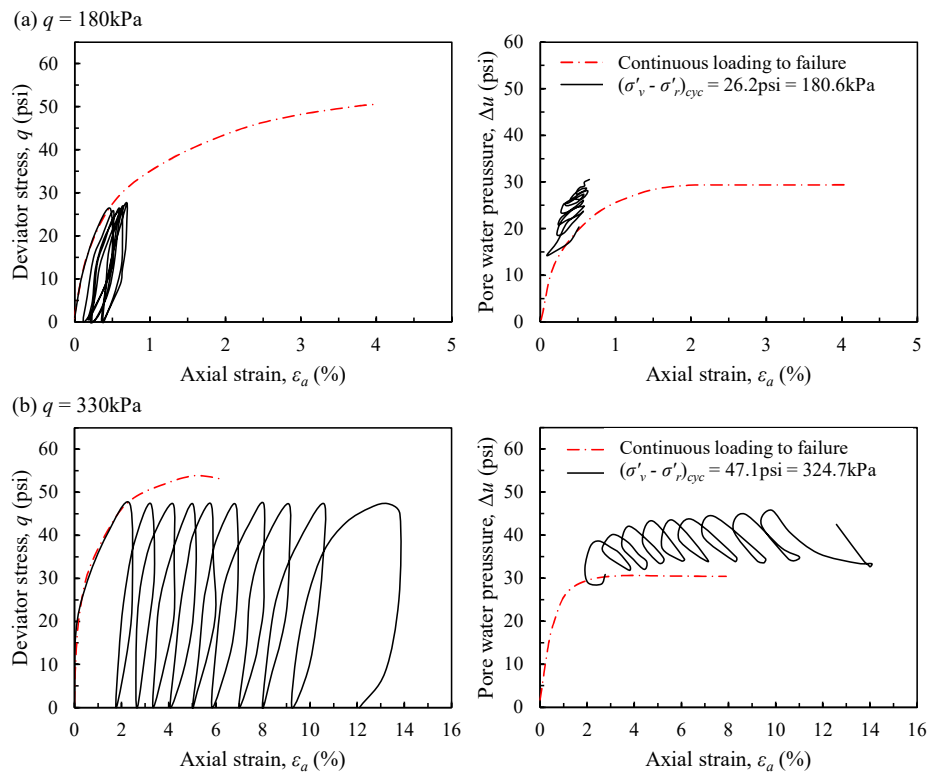 (a) q = 180kPa
60
50
40
30
20
10
0
Deviator stress, q (psi)
0 1 2 3 4 5
Axial strain, εa (%)
60
50
40
30
20
10
0
Pore water preussure, Δu (psi)
Continuous loading to failure
(σ′v - σ′r)cyc = 26.2psi = 180.6kPa
0 1 2 3 4 5
Axial strain, εa (%)
(b) q = 330kPa
60
50
40
30
20
10
0
Deviator stress, q (psi)
0 2 4 6 8 10 12 14 16
Axial strain, εa (%)
60
50
40
30
20
10
0
Pore water preussure, Δu (psi)
Continuous loading to failure
(σ′v - σ′r)cyc = 47.1psi = 324.7kPa
0 2 4 6 8 10 12 14 16
Axial strain, εa (%)